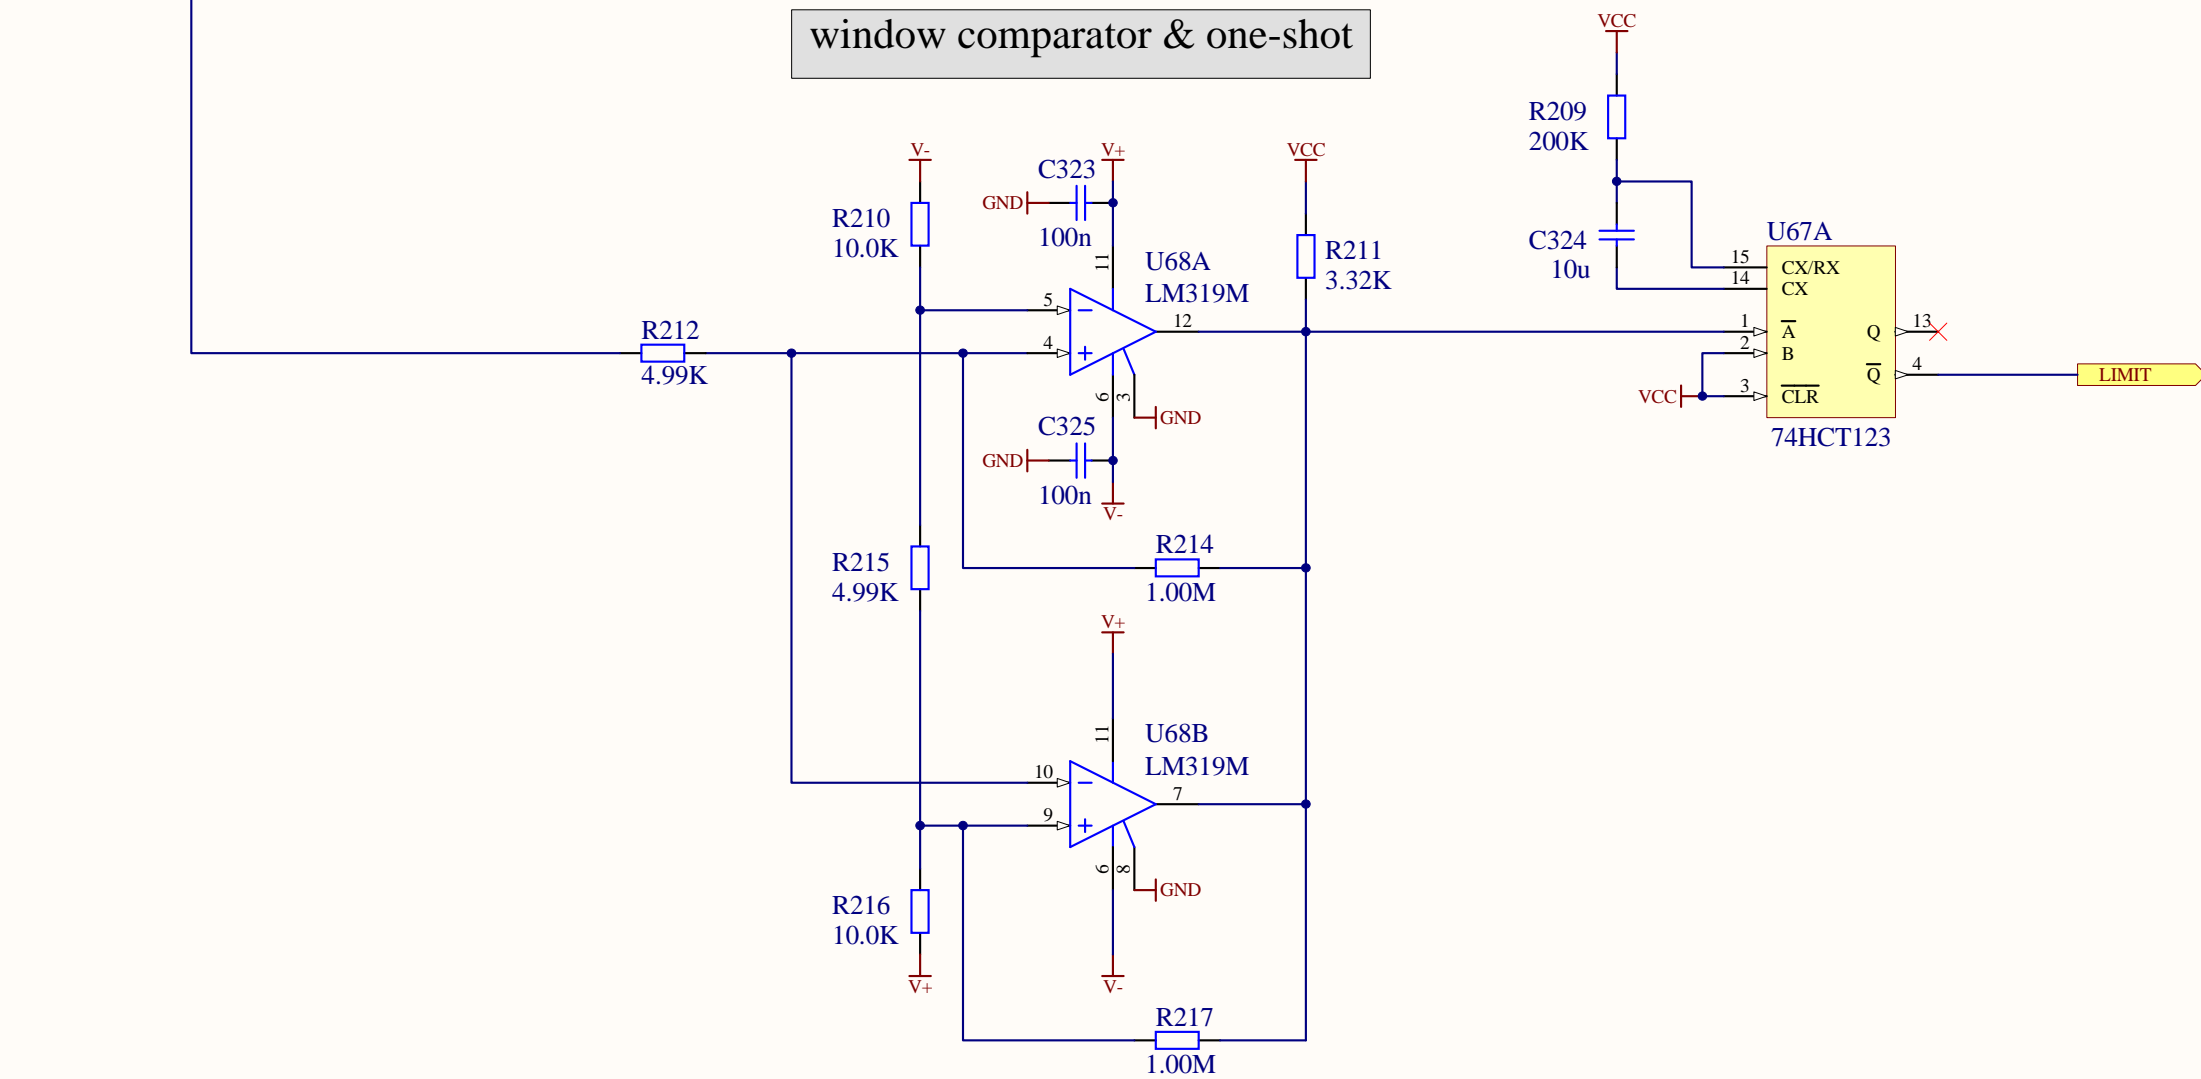 window comparator & one-shot
VCC
R209
200K
V-
V+
VCC
C323
GND
100n
R210
10.0K
11
U68A
LM319M
R211
3.32K
C324
10u
U67A
15
CX/RX
14
CX
5
4
12
1
A
2
B
VCC
3
CLR
Q
13
Q
4
LIMIT
74HCT123
R212
4.99K
6
3
GND
C325
GND
100n
V-
R214
1.00M
R215
4.99K
V+
11
U68B
LM319M
10
9
7
6
8
GND
R216
10.0K
V+
V-
R217
1.00M